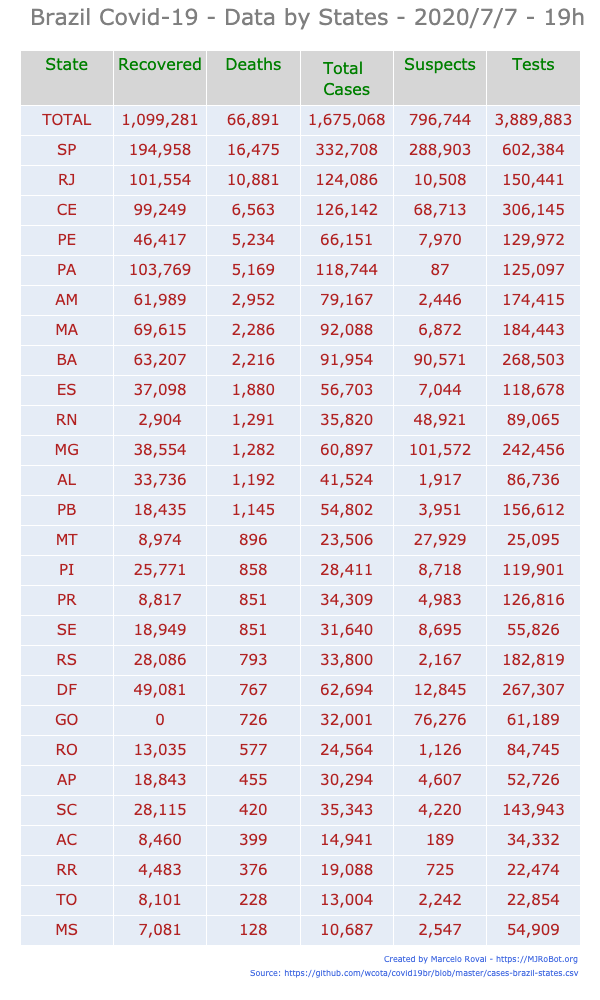 Brazil Covid-19 - Data by States - 2020/7/7 - 19h
State Recovered Deaths Total Cases Suspects Tests
TOTAL 1,099,281 66,891 1,675,068 796,744 3,889,883
SP 194,958 16,475 332,708 288,903 602,384
RJ 101,554 10,881 124,086 10,508 150,441
CE 99,249 6,563 126,142 68,713 306,145
PE 46,417 5,234 66,151 7,970 129,972
PA 103,769 5,169 118,744 87 125,097
AM 61,989 2,952 79,167 2,446 174,415
MA 69,615 2,286 92,088 6,872 184,443
BA 63,207 2,216 91,954 90,571 268,503
ES 37,098 1,880 56,703 7,044 118,678
RN 2,904 1,291 35,820 48,921 89,065
MG 38,554 1,282 60,897 101,572 242,456
AL 33,736 1,192 41,524 1,917 86,736
PB 18,435 1,145 54,802 3,951 156,612
MT 8,974 896 23,506 27,929 25,095
PI 25,771 858 28,411 8,718 119,901
PR 8,817 851 34,309 4,983 126,816
SE 18,949 851 31,640 8,695 55,826
RS 28,086 793 33,800 2,167 182,819
DF 49,081 767 62,694 12,845 267,307
GO 0 726 32,001 76,276 61,189
RO 13,035 577 24,564 1,126 84,745
AP 18,843 455 30,294 4,607 52,726
SC 28,115 420 35,343 4,220 143,943
AC 8,460 399 14,941 189 34,332
RR 4,483 376 19,088 725 22,474
TO 8,101 228 13,004 2,242 22,854
MS 7,081 128 10,687 2,547 54,909
Created by Marcelo Rovai - https://MJRoBot.org
Source: https://github.com/wcota/covid19br/blob/master/cases-brazil-states.csv